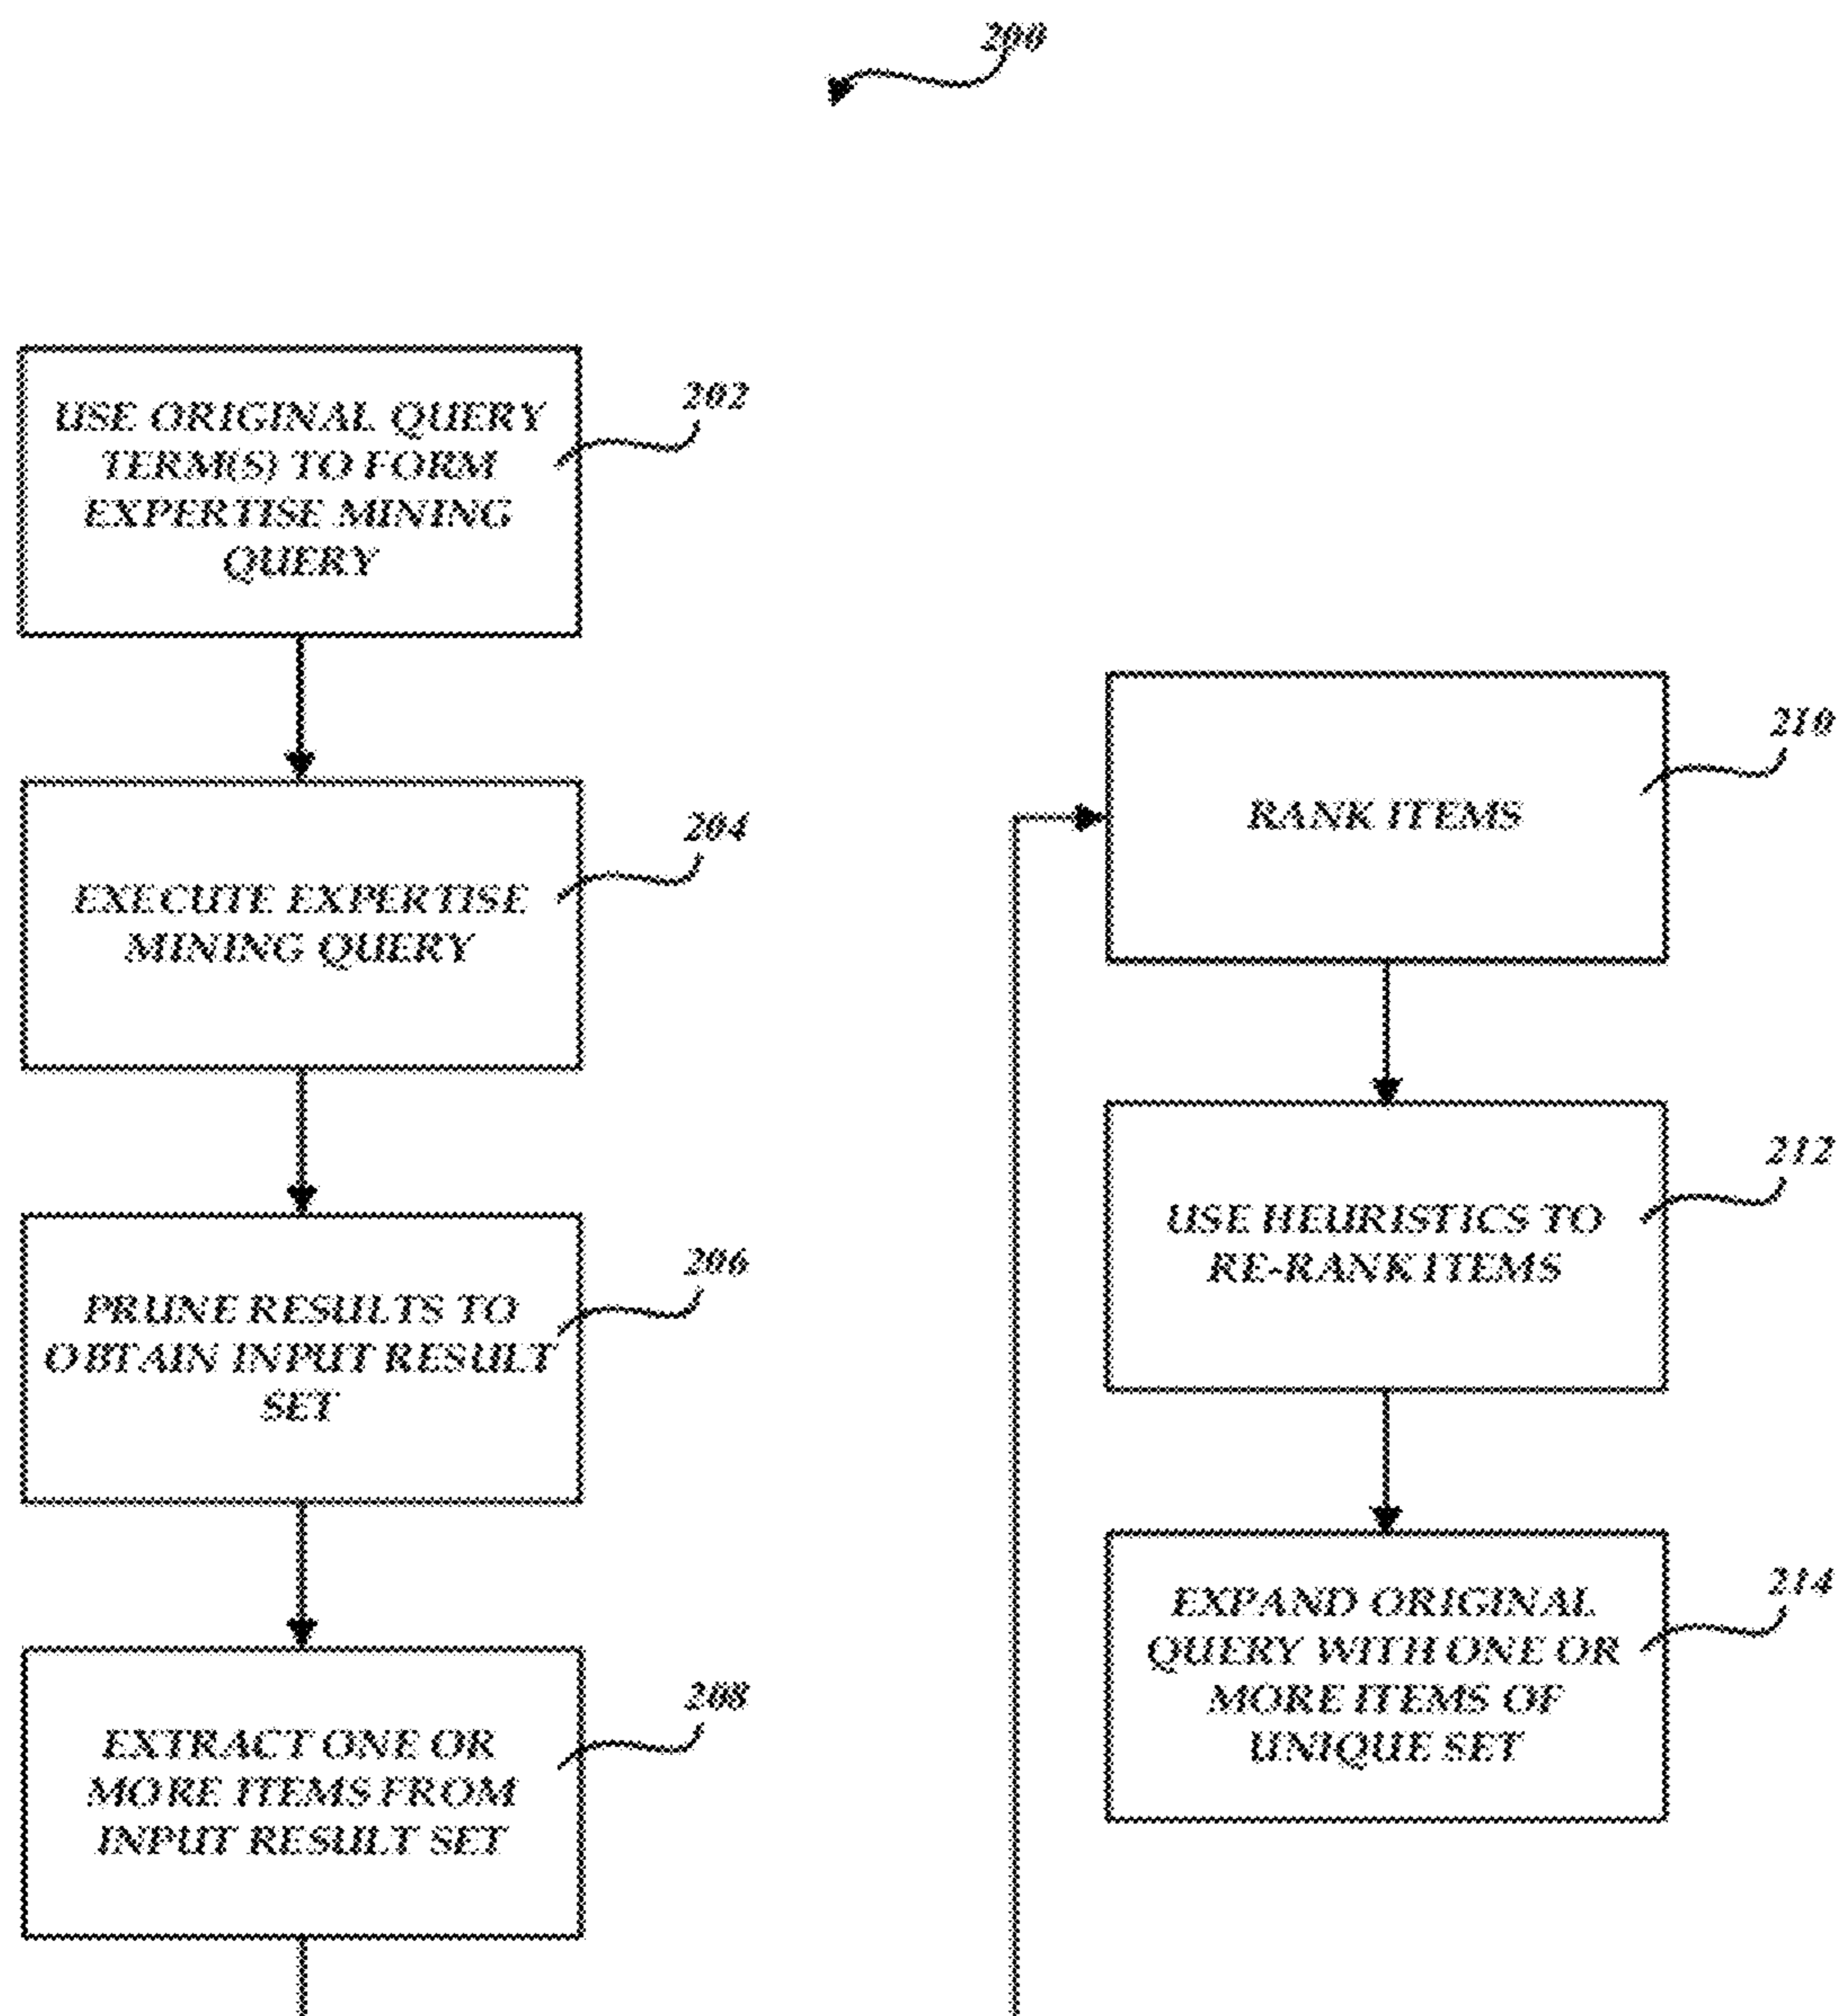 200
USE ORIGINAL QUERY
TERM(S) TO FORM
EXPERTISE MINING
QUERY
202
EXECUTE EXPERTISE
MINING QUERY
204
PRUNE RESULTS TO
OBTAIN INPUT RESULT
SET
206
EXTRACT ONE OR
MORE ITEMS FROM
INPUT RESULT SET
208
RANK ITEMS
210
USE HEURISTICS TO
RE-RANK ITEMS
212
EXPAND ORIGINAL
QUERY WITH ONE OR
MORE ITEMS OF
UNIQUE SET
214